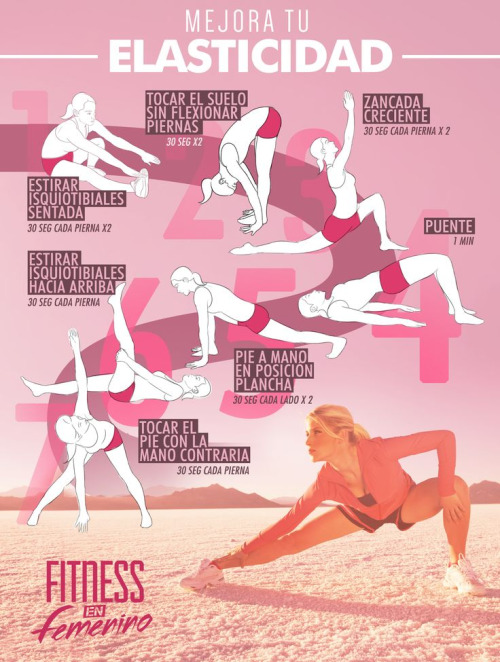 MEJORA TU
ELASTICIDAD
1
ESTIRAR
ISQUIOTIBIALES
SENTADA
30 SEG CADA PIERNA X2
2
TOCAR EL SUELO
SIN FLEXIONAR
PIERNAS
30 SEG X2
3
ZANCADA
CRECIENTE
30 SEG CADA PIERNA X 2
4
PUENTE
1 MIN
5
PIE A MANO
EN POSICION
PLANCHA
30 SEG CADA LADO X 2
6
ESTIRAR
ISQUIOTIBIALES
HACIA ARRIBA
30 SEG CADA PIERNA
7
TOCAR EL
PIE CON LA
MANO CONTRARIA
30 SEG CADA PIERNA
FITNESS
EN
femenino